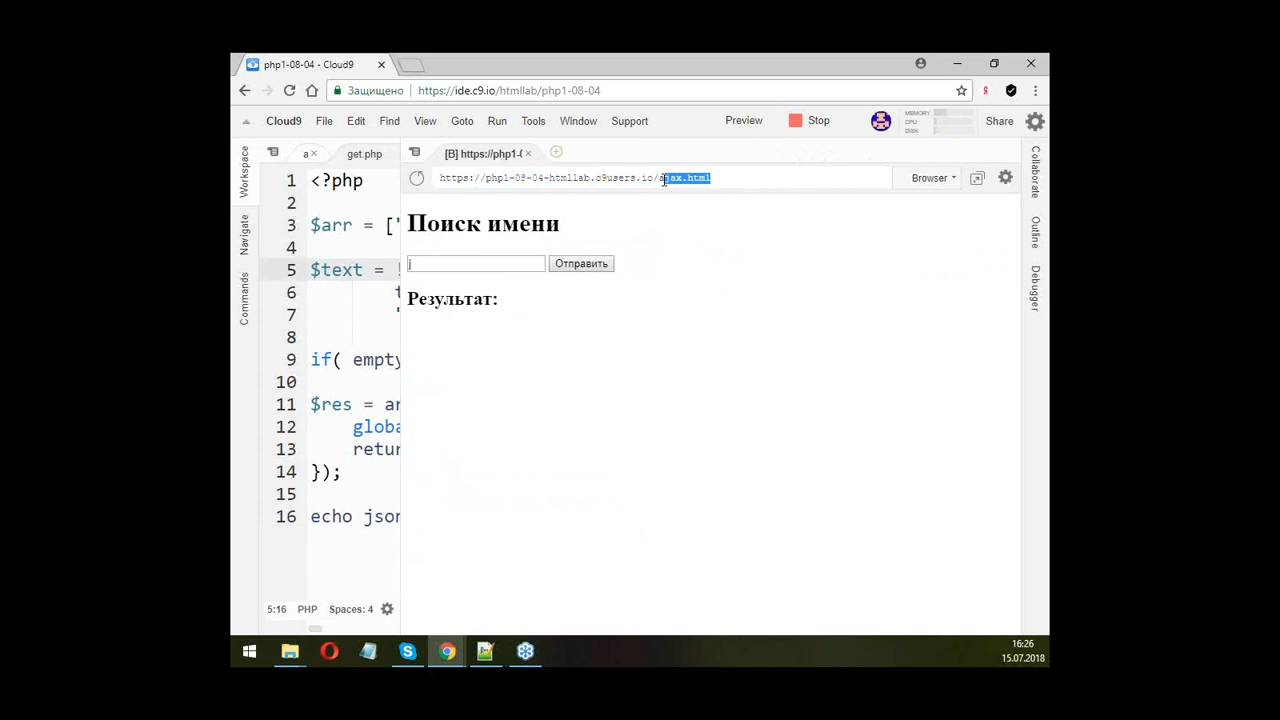 php1-08-04 - Cloud9
Защищено
https://ide.c9.io/htmllab/php1-08-04
Cloud9 File Edit Find View Goto Run Tools Window Support Preview Stop MEMORY CPU DISK Share
Workspace
Navigate
Commands
a
get.php
[B] https://php1-(
https://php1-08-04-htmllab.c9users.io/ajax.html
Browser
Collaborate
Outline
Debugger
1 <?php
2
3 $arr = ['
4
5 $text = !
6 t
7 '
8
9 if( empty
10
11 $res = ar
12 globa
13 retur
14 });
15
16 echo json
Поиск имени
j
Отправить
Результат:
5:16 PHP Spaces: 4
16:26
15.07.2018